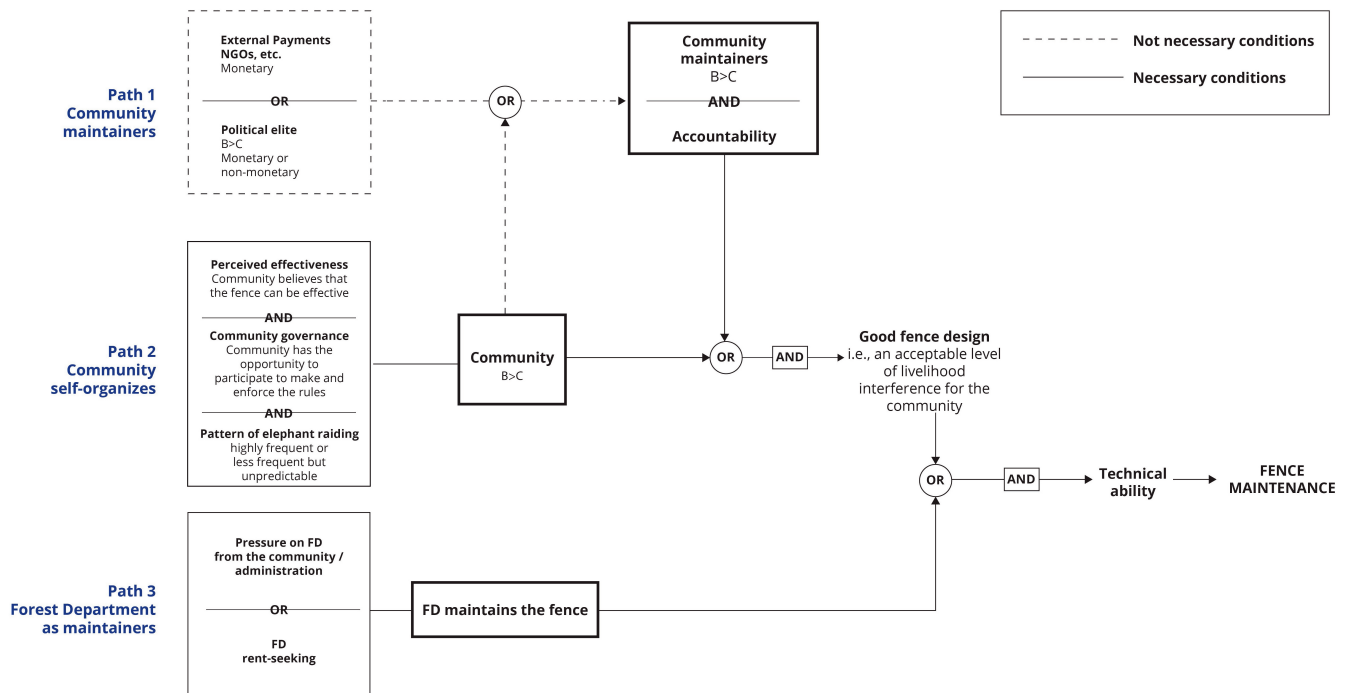 Path 1
Community
maintainers
External Payments
NGOs, etc.
Monetary
OR
Political elite
B>C
Monetary or
non-monetary
OR
Community
maintainers
B>C
AND
Accountability
Not necessary conditions
Necessary conditions
Path 2
Community
self-organizes
Perceived effectiveness
Community believes that
the fence can be effective
AND
Community governance
Community has the
opportunity to
participate to make and
enforce the rules
AND
Pattern of elephant raiding
highly frequent or
less frequent but
unpredictable
Community
B>C
OR
AND
Good fence design
i.e., an acceptable level
of livelihood
interference for the
community
OR
AND
Technical
ability
FENCE
MAINTENANCE
Path 3
Forest Department
as maintainers
Pressure on FD
from the community /
administration
OR
FD
rent-seeking
FD maintains the fence